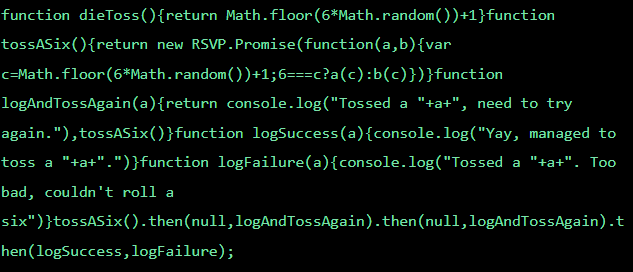 function dieToss(){return Math.floor(6*Math.random())+1}function
tossASix(){return new RSVP.Promise(function(a,b){var
c=Math.floor(6*Math.random())+1;6===c?a(c):b(c)})}function
logAndTossAgain(a){return console.log("Tossed a "+a+", need to try
again."),tossASix()}function logSuccess(a){console.log("Yay, managed to
toss a "+a+".")}function logFailure(a){console.log("Tossed a "+a+". Too
bad, couldn't roll a
six")}tossASix().then(null,logAndTossAgain).then(null,logAndTossAgain).t
hen(logSuccess,logFailure);